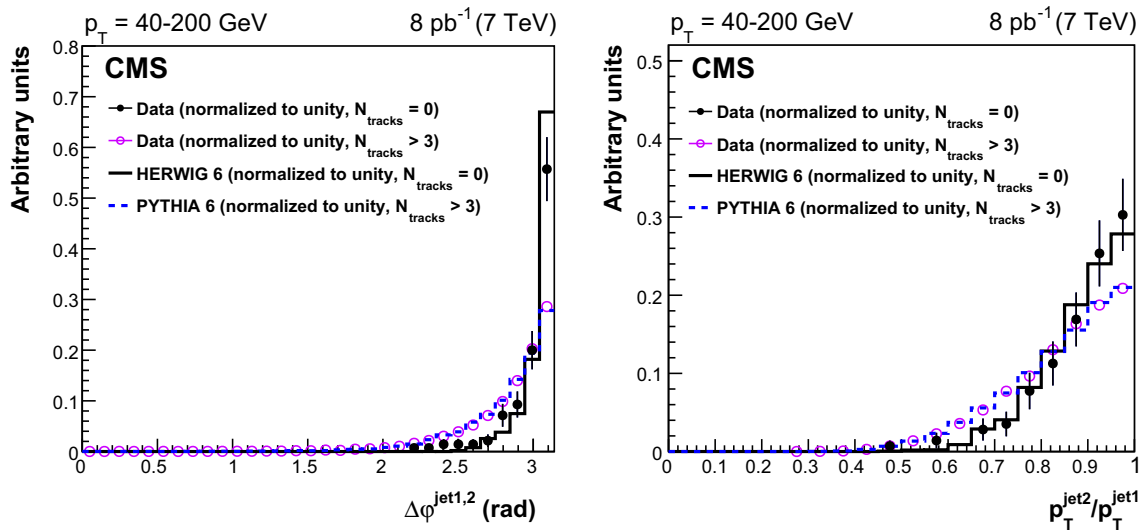 p_T = 40-200 GeV 8 pb⁻¹ (7 TeV)
Arbitrary units
0.8
0.7
0.6
0.5
0.4
0.3
0.2
0.1
0
CMS
Data (normalized to unity, N_tracks = 0)
Data (normalized to unity, N_tracks > 3)
HERWIG 6 (normalized to unity, N_tracks = 0)
PYTHIA 6 (normalized to unity, N_tracks > 3)
0 0.5 1 1.5 2 2.5 3
Δφ^jet1,2 (rad)
p_T = 40-200 GeV 8 pb⁻¹ (7 TeV)
Arbitrary units
0.5
0.4
0.3
0.2
0.1
0
CMS
Data (normalized to unity, N_tracks = 0)
Data (normalized to unity, N_tracks > 3)
HERWIG 6 (normalized to unity, N_tracks = 0)
PYTHIA 6 (normalized to unity, N_tracks > 3)
0 0.1 0.2 0.3 0.4 0.5 0.6 0.7 0.8 0.9 1
p_T^jet2/p_T^jet1